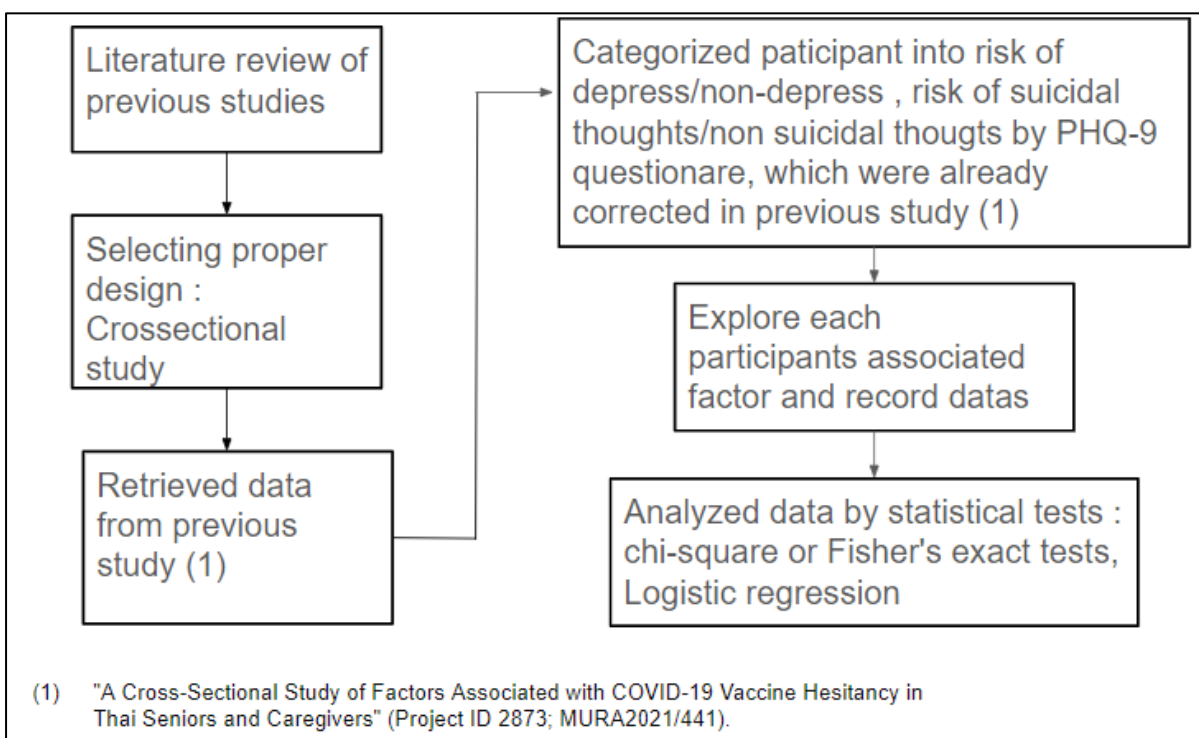 Literature review of
previous studies
Selecting proper
design :
Crossectional
study
Retrieved data
from previous
study (1)
Categorized paticipant into risk of
depress/non-depress , risk of suicidal
thoughts/non suicidal thougts by PHQ-9
questionare, which were already
corrected in previous study (1)
Explore each
participants associated
factor and record datas
Analyzed data by statistical tests :
chi-square or Fisher's exact tests,
Logistic regression
(1) "A Cross-Sectional Study of Factors Associated with COVID-19 Vaccine Hesitancy in
Thai Seniors and Caregivers" (Project ID 2873; MURA2021/441).